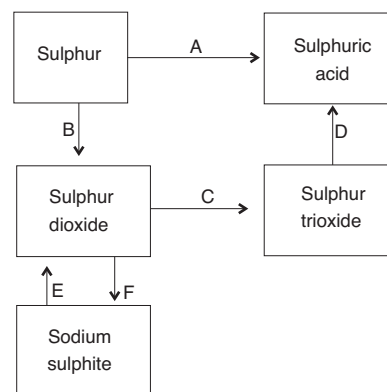 Sulphur
A
Sulphuric
acid
B
D
Sulphur
dioxide
C
Sulphur
trioxide
E
F
Sodium
sulphite